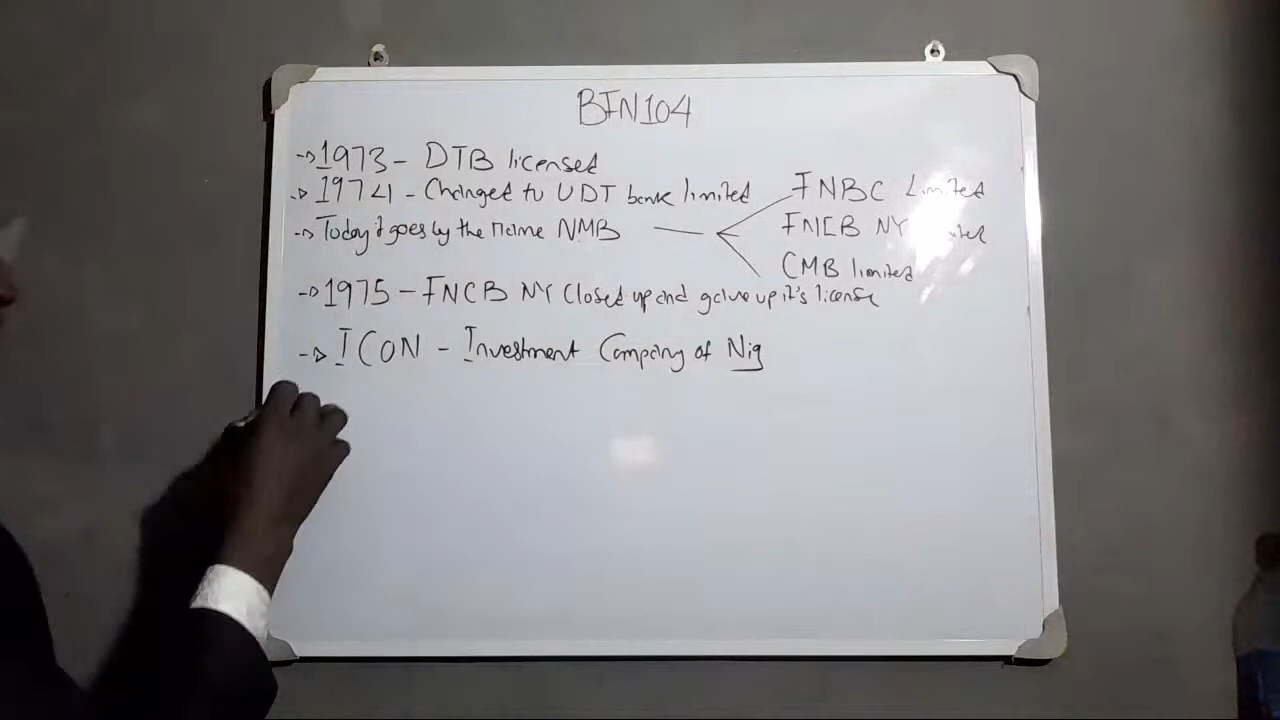 BFN104
→ 1973 - DTB licensed
→ 1974 - Changed to UDT bank limited
→ Today it goes by the name NMB
FNBC Limited
FNCB NY
CMB limited
→ 1975 - FNCB NY Closed up and gave up it's license
→ ICON - Investment Company of Nig